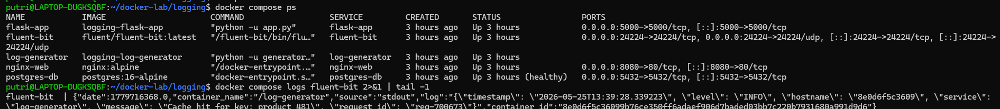 putri@LAPTOP-DUGKSQBF:~/docker-lab/logging$ docker compose ps
NAME IMAGE COMMAND SERVICE CREATED STATUS PORTS
flask-app logging-flask-app "python -u app.py" flask-app 3 hours ago Up 3 hours 0.0.0.0:5000->5000/tcp, [::]:5000->5000/tcp
fluent-bit fluent/fluent-bit:latest "/fluent-bit/bin/flu…" fluent-bit 3 hours ago Up 3 hours 0.0.0.0:24224->24224/tcp, 0.0.0.0:24224->24224/udp, [::]:24224->24224/tcp, [::]:24224->
24224/udp
log-generator logging-log-generator "python -u generator…" log-generator 3 hours ago Up 3 hours
nginx-web nginx:alpine "/docker-entrypoint.…" nginx-web 3 hours ago Up 3 hours 0.0.0.0:8080->80/tcp, [::]:8080->80/tcp
postgres-db postgres:16-alpine "docker-entrypoint.s…" postgres-db 3 hours ago Up 3 hours (healthy) 0.0.0.0:5432->5432/tcp, [::]:5432->5432/tcp
putri@LAPTOP-DUGKSQBF:~/docker-lab/logging$ docker compose logs fluent-bit 2>&1 | tail -1
fluent-bit | {"date":1779716368.0,"container_name":"/log-generator","source":"stdout","log":"{\"timestamp\": \"2026-05-25T13:39:28.339223\", \"level\": \"INFO\", \"hostname\": \"8e0d6f5c3609\", \"service\":
\"log-generator\", \"message\": \"Cache hit for key: product_481\", \"request_id\": \"req-700673\"}","container_id":"8e0d6f5c36099b76ce350ff6adaef906d7baded03bb7c220b7931680a991d9d6"}